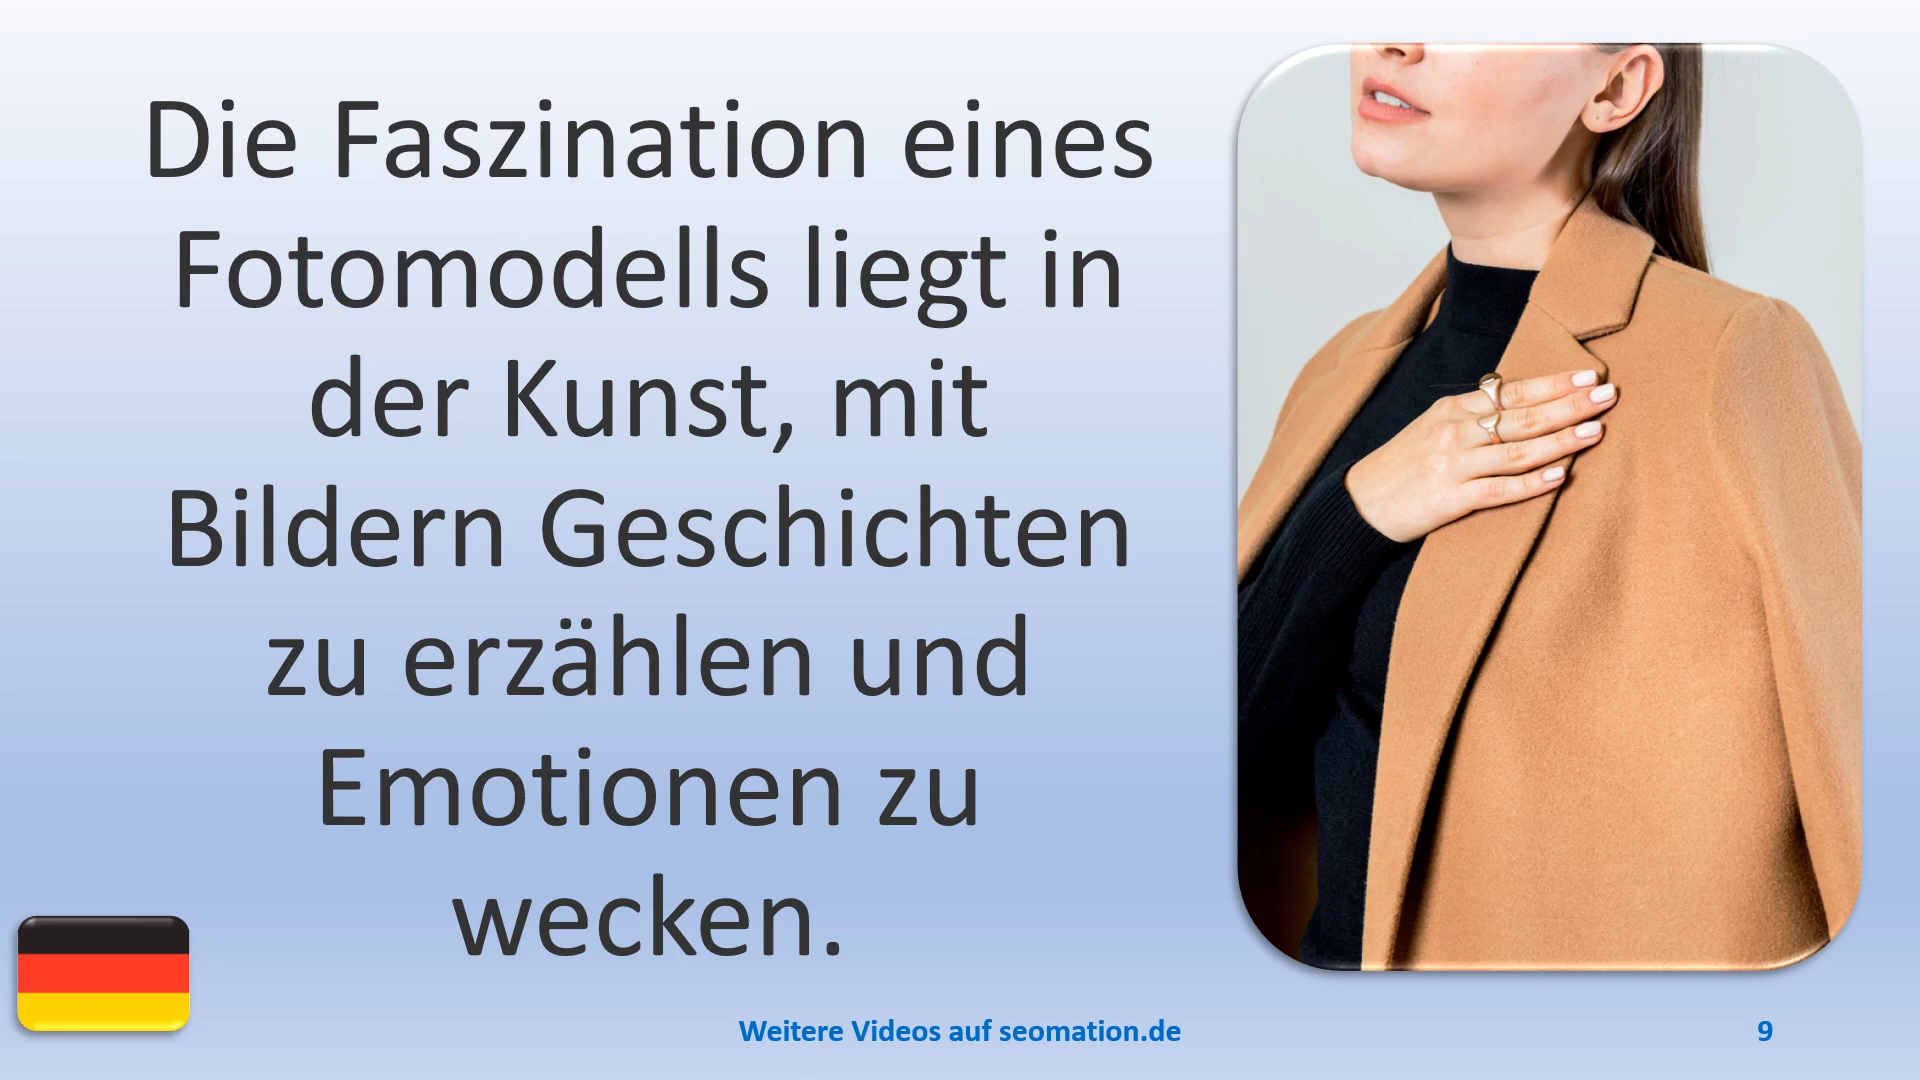 Die Faszination eines
Fotomodells liegt in
der Kunst, mit
Bildern Geschichten
zu erzählen und
Emotionen zu
wecken.
Weitere Videos auf seomation.de
9